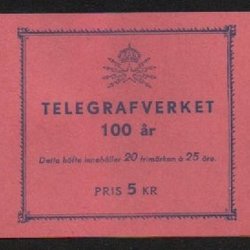 TELEGRAFVERKET
100 år
Detta häfte innehåller 20 frimärken à 25 öre.
PRIS 5 KR